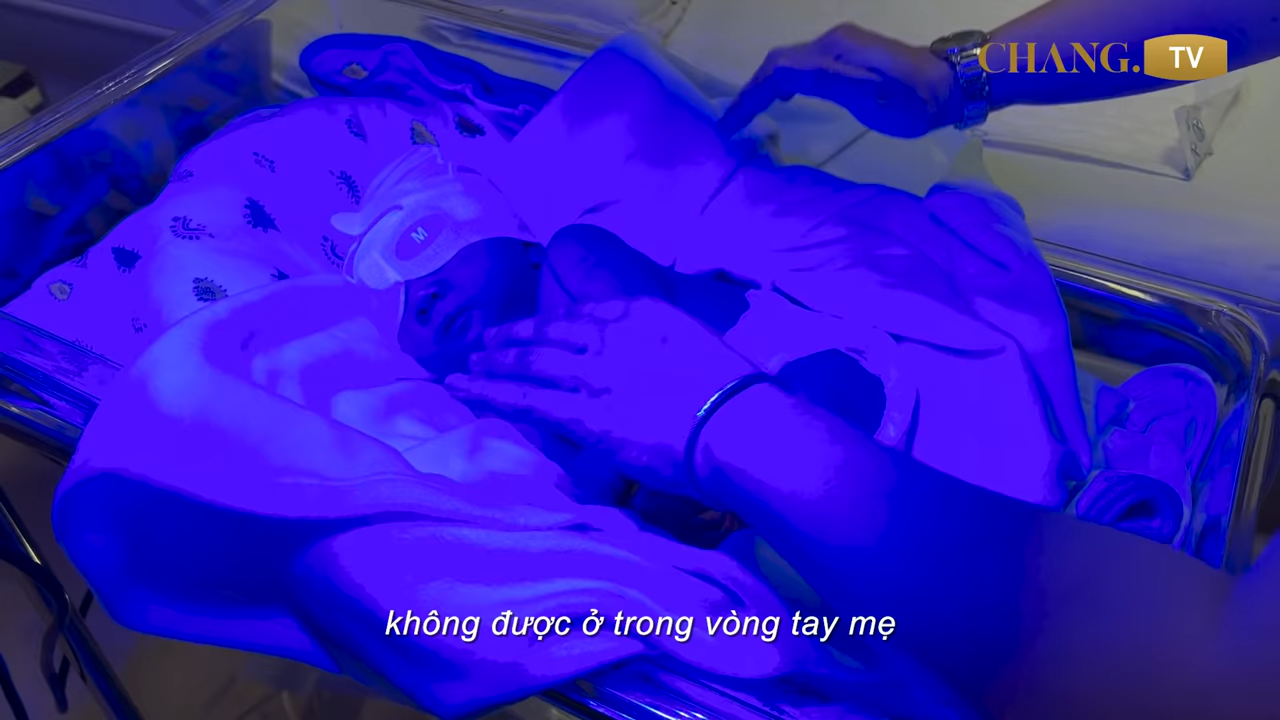 CHANG. TV
M
không được ở trong vòng tay mẹ